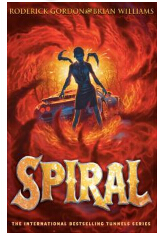 RODERICK GORDON & BRIAN WILLIAMS
SPIRAL
THE INTERNATIONAL BESTSELLING TUNNELS SERIES